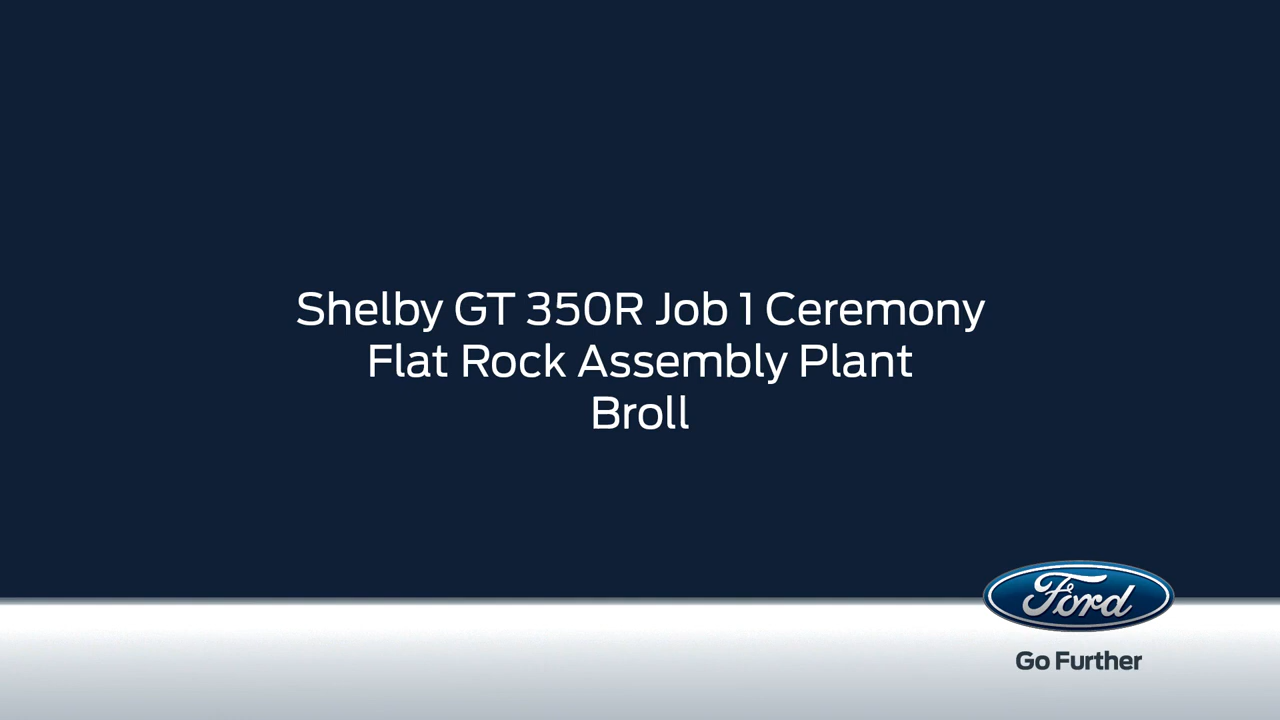 Shelby GT 350R Job 1 Ceremony
Flat Rock Assembly Plant
Broll
Ford
Go Further